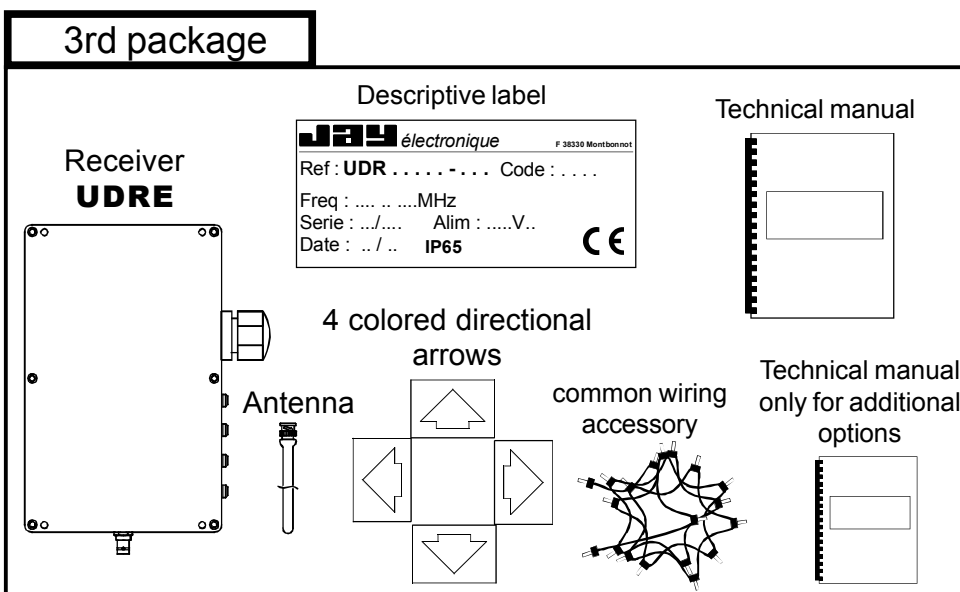 3rd package
Descriptive label
Technical manual
JAY électronique F 38330 Montbonnot
Receiver
UDRE
Ref : UDR . . . . . - . . . Code : . . . .
Freq : .... .. ....MHz
Serie : .../.... Alim : .....V..
Date : .. / .. IP65 CE
4 colored directional
arrows
Antenna
common wiring
accessory
Technical manual
only for additional
options